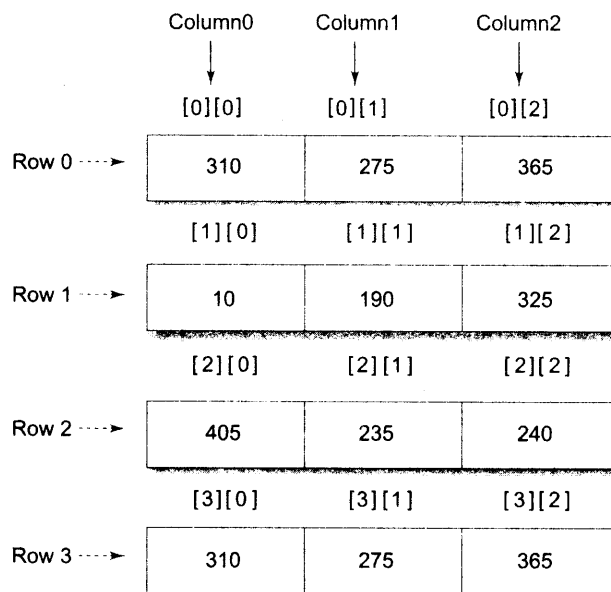 Column0 Column1 Column2
[0][0] [0][1] [0][2]
Row 0 310 275 365
[1][0] [1][1] [1][2]
Row 1 10 190 325
[2][0] [2][1] [2][2]
Row 2 405 235 240
[3][0] [3][1] [3][2]
Row 3 310 275 365